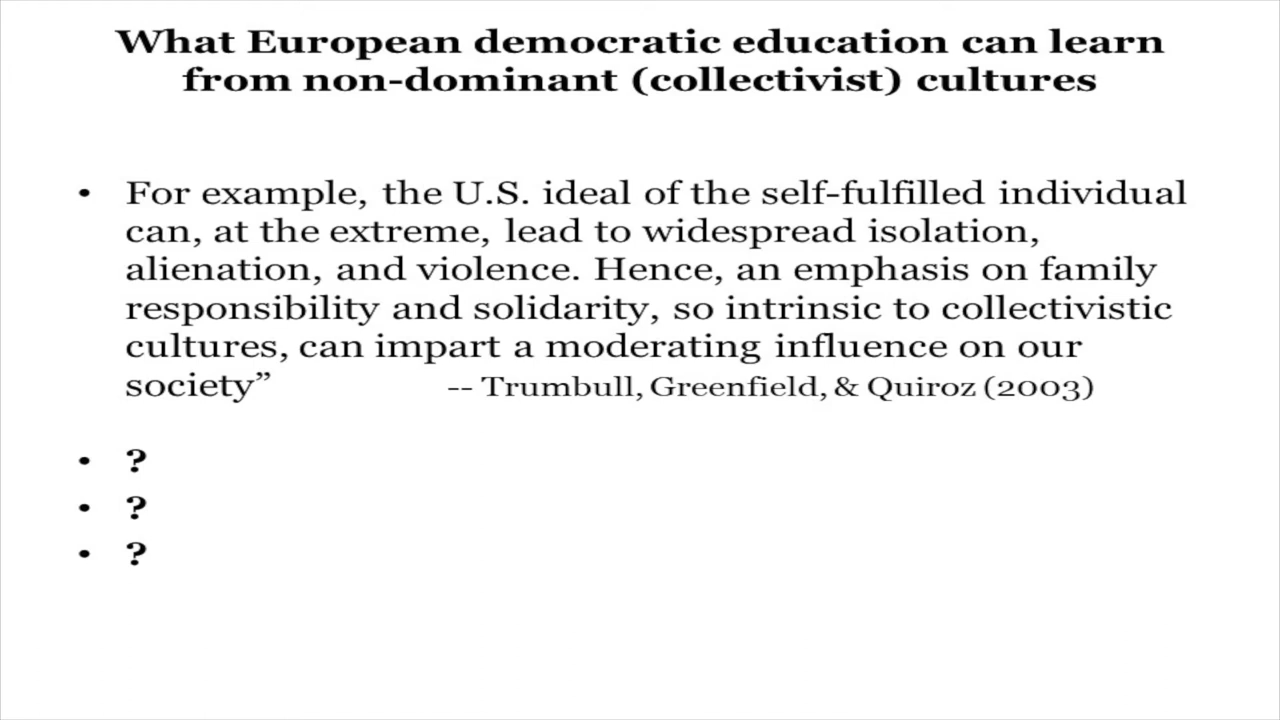 What European democratic education can learn
from non-dominant (collectivist) cultures
• For example, the U.S. ideal of the self-fulfilled individual
can, at the extreme, lead to widespread isolation,
alienation, and violence. Hence, an emphasis on family
responsibility and solidarity, so intrinsic to collectivistic
cultures, can impart a moderating influence on our
society” -- Trumbull, Greenfield, & Quiroz (2003)
• ?
• ?
• ?